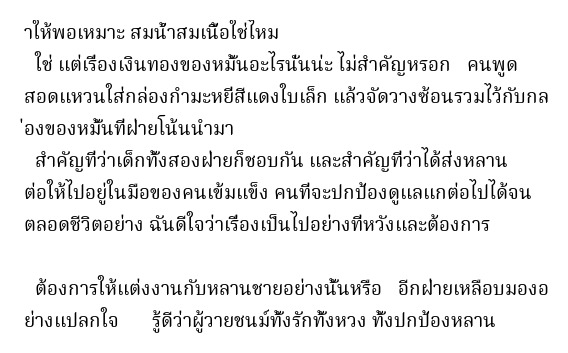 าให้พอเหมาะ สมน้ำสมเนื้อใช่ไหม
ใช่ แต่เรื่องเงินทองของหมั้นอะไรนั่นน่ะ ไม่สำคัญหรอก คนพูด
สอดแหวนใส่กล่องกำมะหยี่สีแดงใบเล็ก แล้วจัดวางซ้อนรวมไว้กับกล
่องของหมั้นที่ฝ่ายโน้นนำมา
สำคัญที่ว่าเด็กทั้งสองฝ่ายก็ชอบกัน และสำคัญที่ว่าได้ส่งหลาน
ต่อให้ไปอยู่ในมือของคนเข้มแข็ง คนที่จะปกป้องดูแลแกต่อไปได้จน
ตลอดชีวิตอย่าง ฉันดีใจว่าเรื่องเป็นไปอย่างที่หวังและต้องการ
ต้องการให้แต่งงานกับหลานชายอย่างนั้นหรือ อีกฝ่ายเหลือบมองอ
ย่างแปลกใจ รู้ดีว่าผู้วายชนม์ทั้งรักทั้งหวง ทั้งปกป้องหลาน